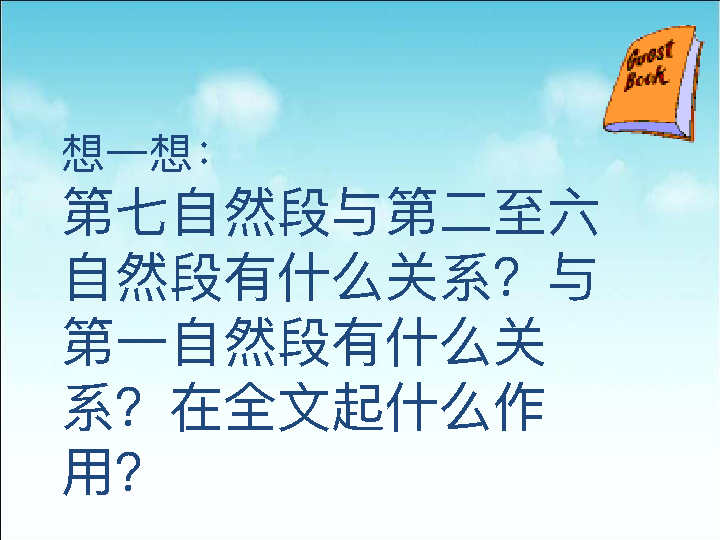 Guest
Book
想一想：
第七自然段与第二至六
自然段有什么关系？与
第一自然段有什么关
系？在全文起什么作
用？